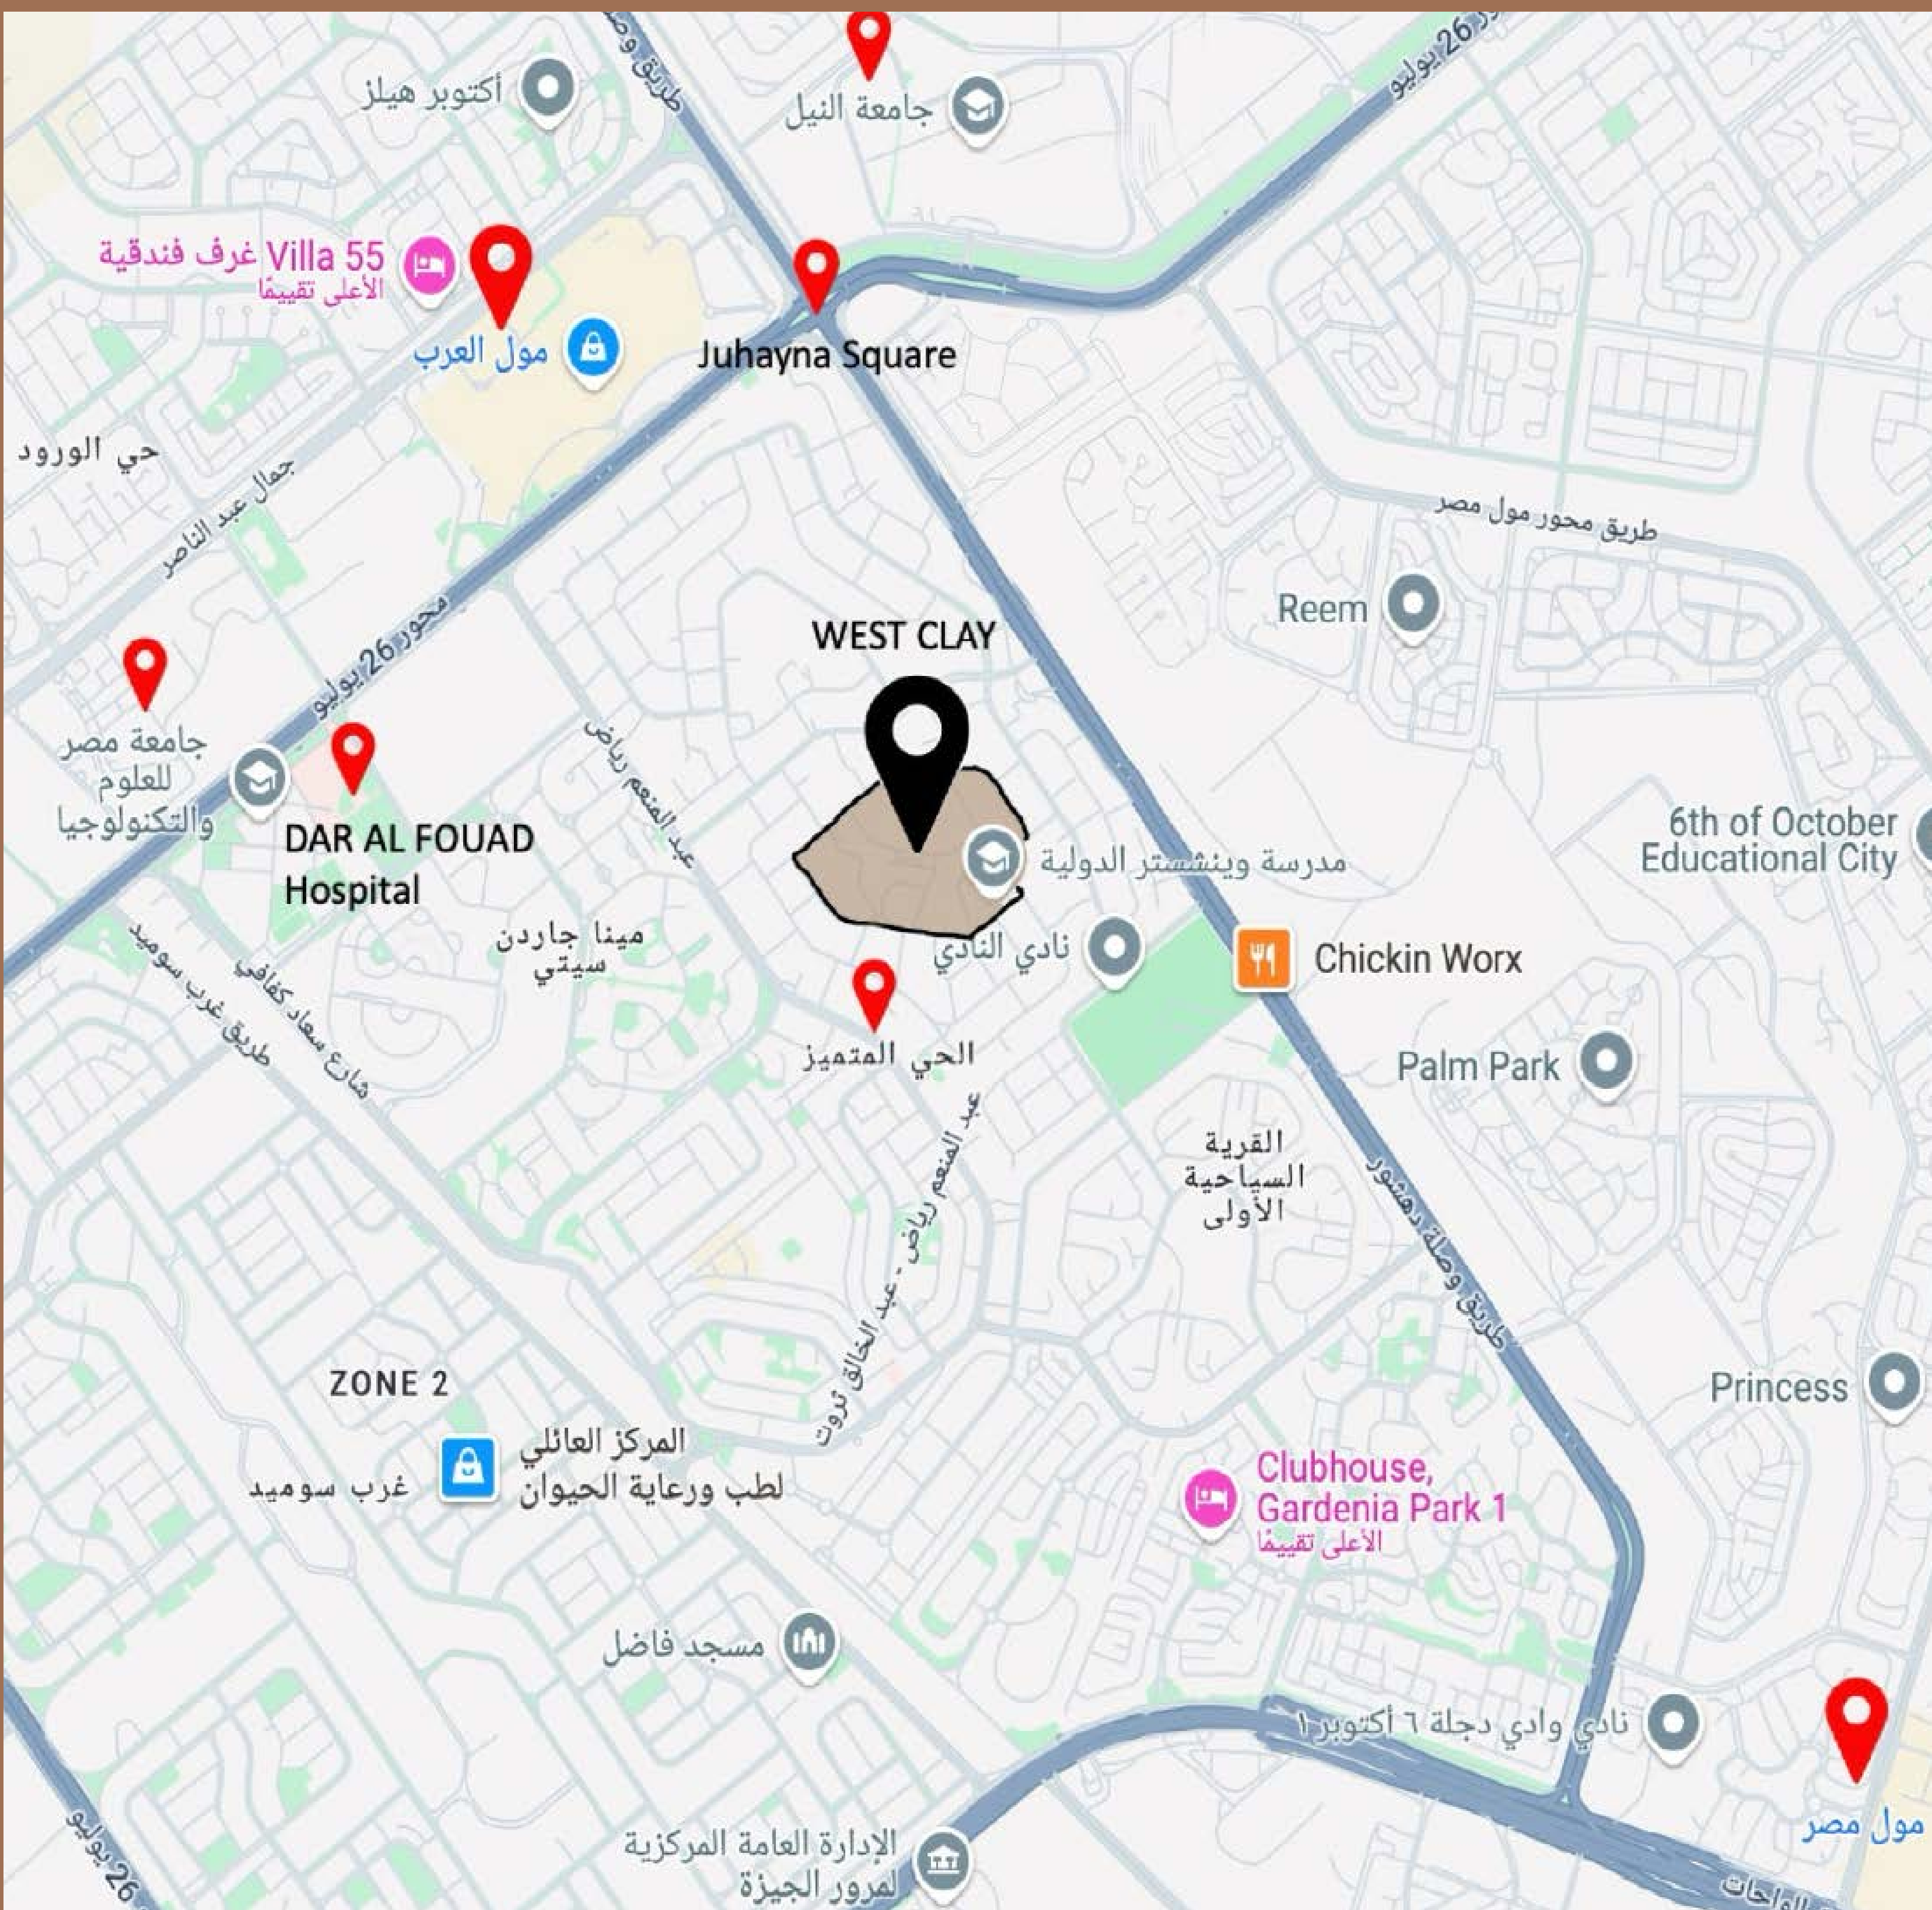 محور 26 يوليو
طريق وصلة
أكتوبر هيلز
جامعة النيل
Villa 55 غرف فندقية
الأعلى تقييمًا
مول العرب
Juhayna Square
حي الورود
جمال عبد الناصر
طريق محور مول مصر
Reem
محور 26 يوليو
WEST CLAY
جامعة مصر
للعلوم
والتكنولوجيا
عبد المنعم رياض
DAR AL FOUAD
Hospital
6th of October
Educational City
مدرسة وينشستر الدولية
مينا جاردن
سيتي
نادي النادي
Chickin Worx
طريق غرب سوميد
شارع سعاد كفافي
الحي المتميز
Palm Park
القرية
السياحية
الأولى
عبد المنعم رياض - عبد الخالق ثروت
طريق وصلة دهشور
ZONE 2
Princess
المركز العائلي
لطب ورعاية الحيوان
غرب سوميد
Clubhouse,
Gardenia Park 1
الأعلى تقييمًا
مسجد فاضل
نادي وادي دجلة ٦ أكتوبر ١
مول مصر
26 يوليو
الإدارة العامة المركزية
لمرور الجيزة
الواحات